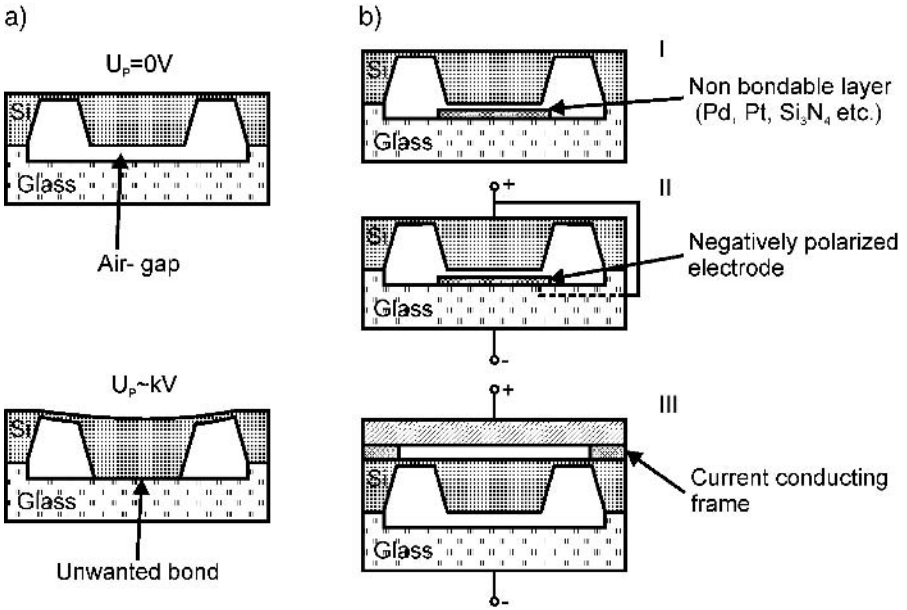 a)
U_P=0V
Si
Glass
Air- gap
U_P~kV
Si
Glass
Unwanted bond
b)
I
Si
Glass
Non bondable layer
(Pd, Pt, Si₃N₄ etc.)
II
+
Si
Glass
-
Negatively polarized
electrode
III
+
Si
Glass
-
Current conducting
frame